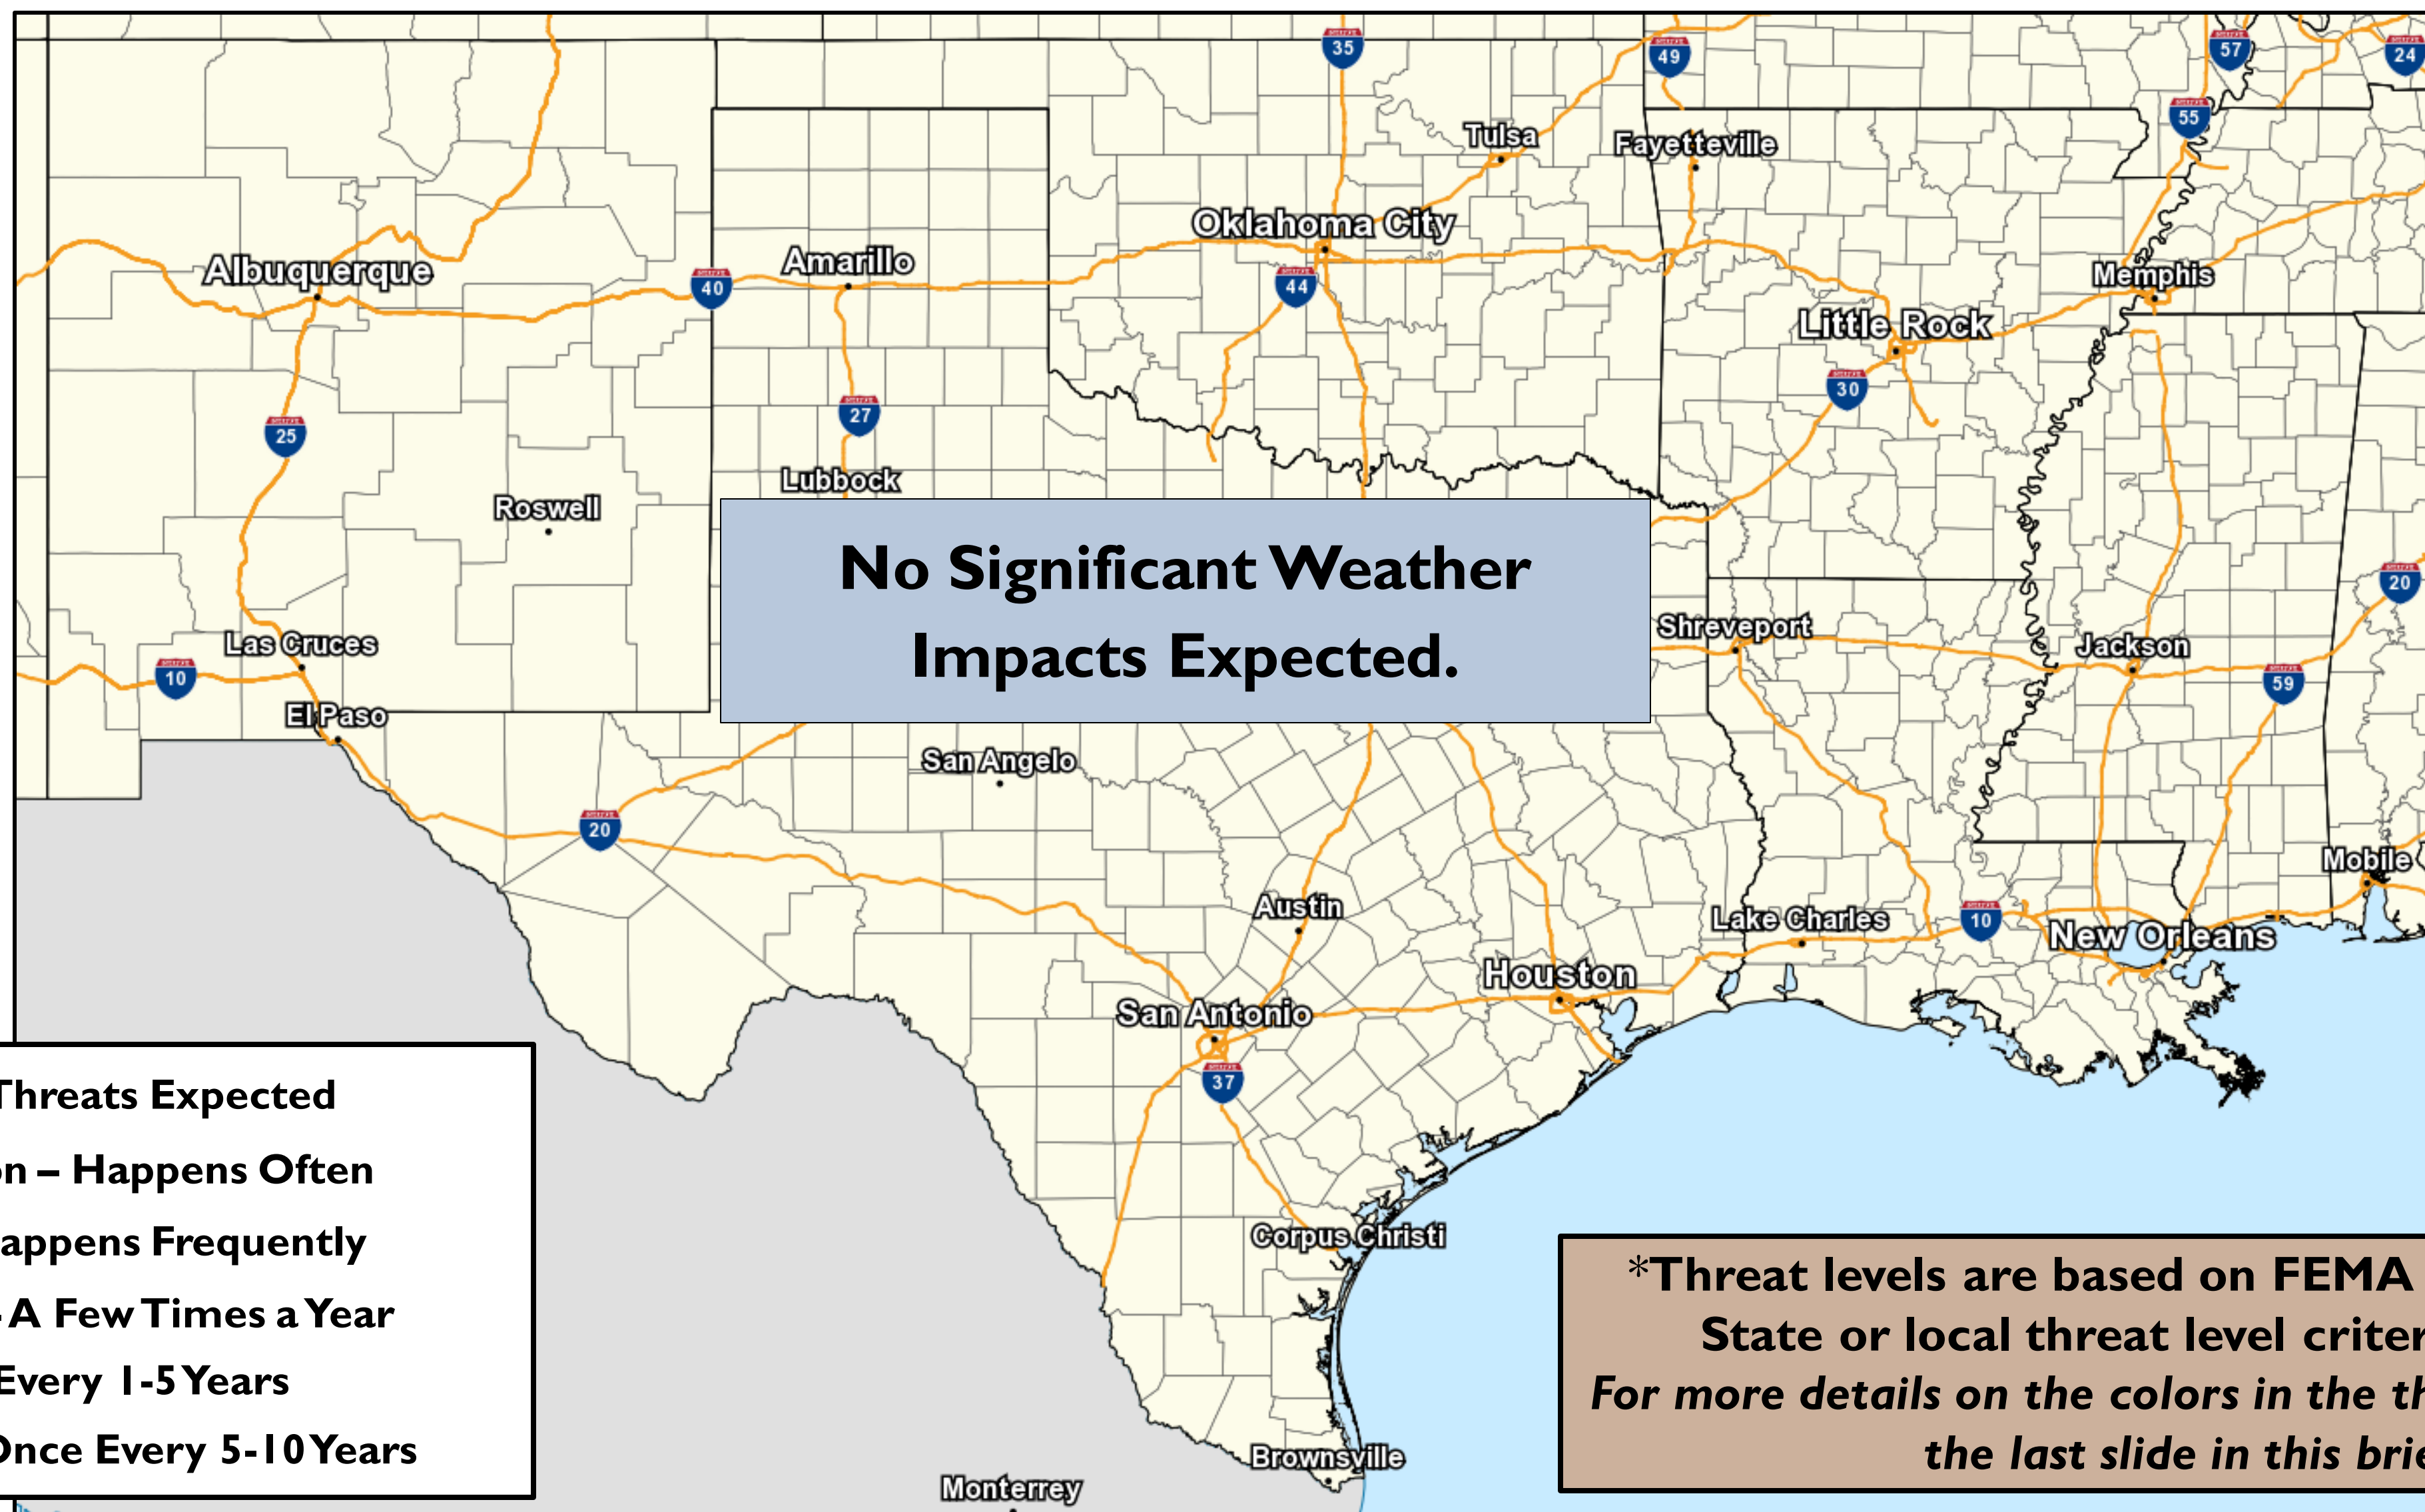 35
49
57
24
55
Tulsa
Fayetteville
Oklahoma City
Albuquerque
Amarillo
40
44
Memphis
Little Rock
30
27
25
Lubbock
Roswell
No Significant Weather
Impacts Expected.
20
Shreveport
Las Cruces
Jackson
10
59
El Paso
San Angelo
20
Mobile
Austin
Lake Charles
10
New Orleans
Houston
San Antonio
37
Threats Expected
on – Happens Often
appens Frequently
- A Few Times a Year
Every 1-5 Years
Once Every 5-10 Years
Corpus Christi
*Threat levels are based on FEMA
State or local threat level criter
For more details on the colors in the th
the last slide in this brie
Brownsville
Monterrey